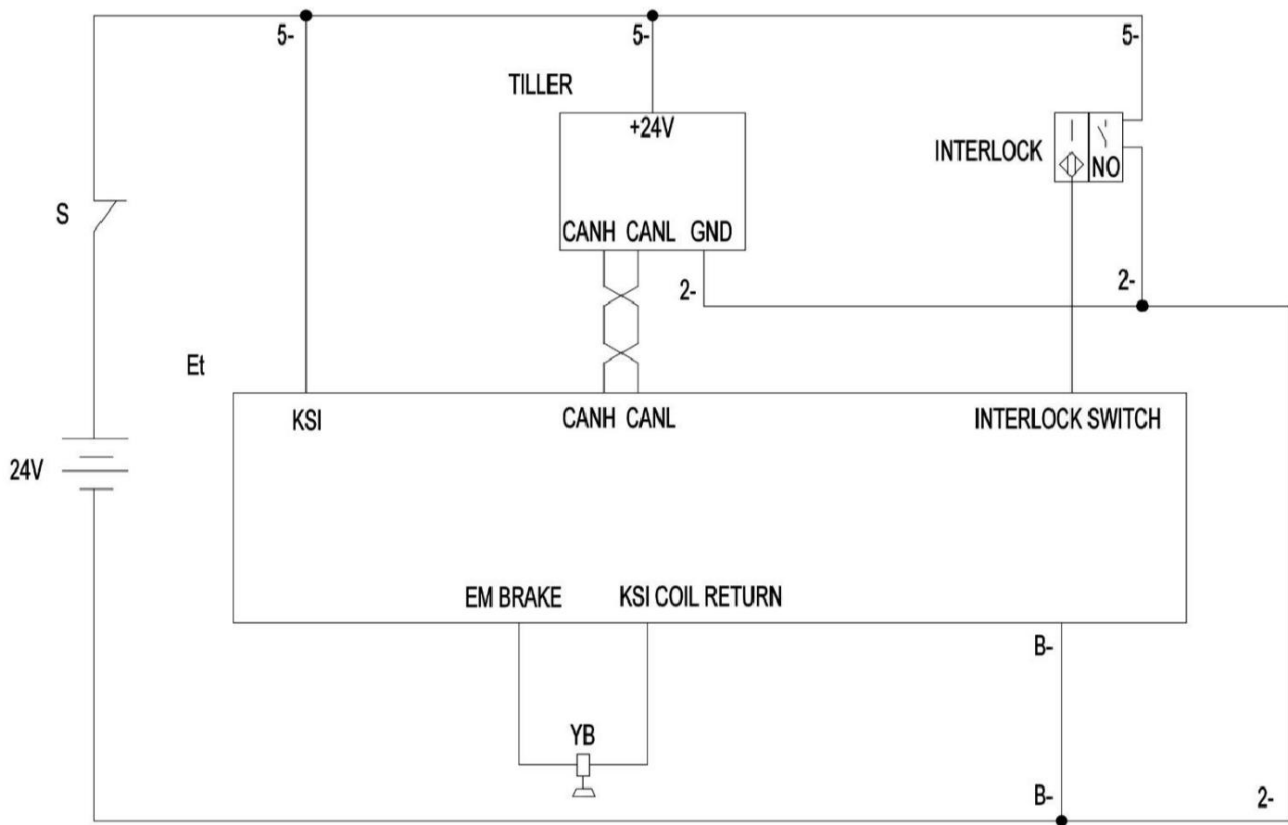 5-
5-
5-
TILLER
+24V
INTERLOCK
NO
S
CANH CANL GND
2-
2-
Et
KSI
CANH CANL
INTERLOCK SWITCH
24V
EM BRAKE
KSI COIL RETURN
B-
YB
B-
2-